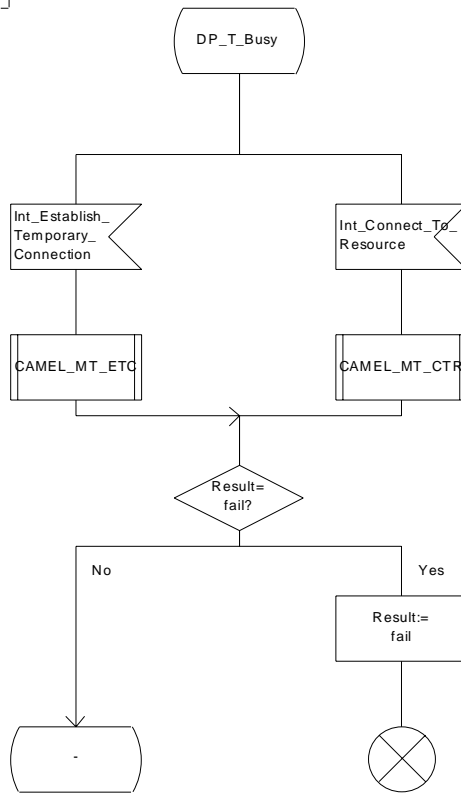 DP_T_Busy
Int_Establish_
Temporary_
Connection
Int_Connect_To_
Resource
CAMEL_MT_ETC
CAMEL_MT_CTR
Result=
fail?
No
Yes
Result:=
fail
-